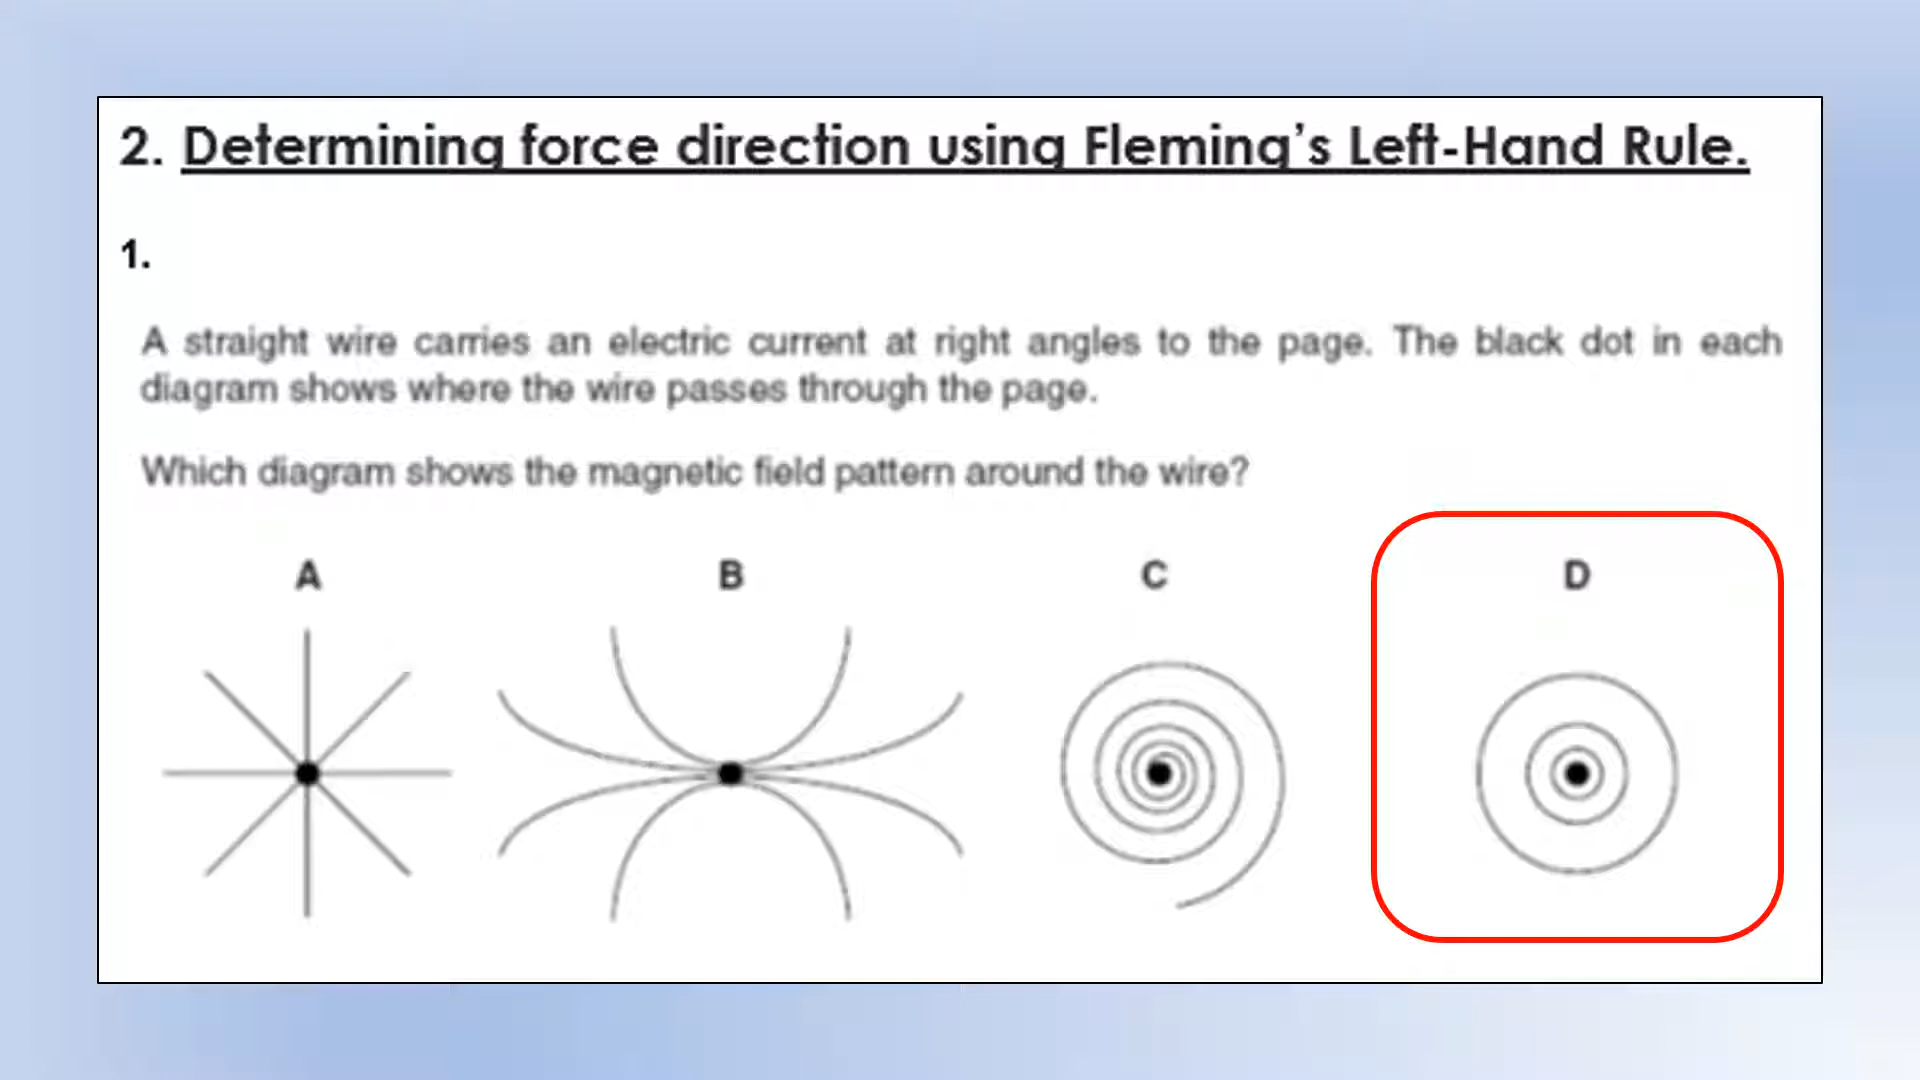 2. Determining force direction using Fleming's Left-Hand Rule.
1.
A straight wire carries an electric current at right angles to the page. The black dot in each
diagram shows where the wire passes through the page.
Which diagram shows the magnetic field pattern around the wire?
A B C D